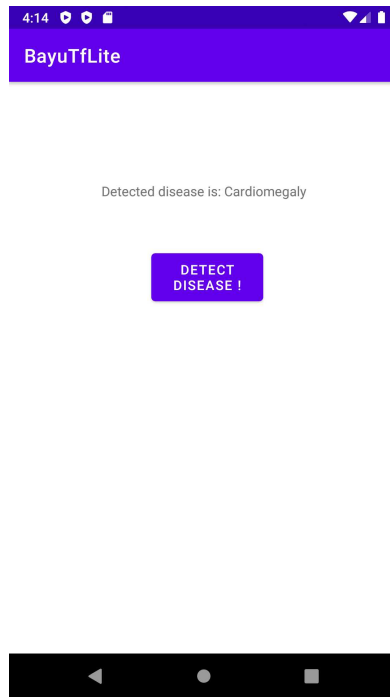 4:14
BayuTfLite
Detected disease is: Cardiomegaly
DETECT
DISEASE !